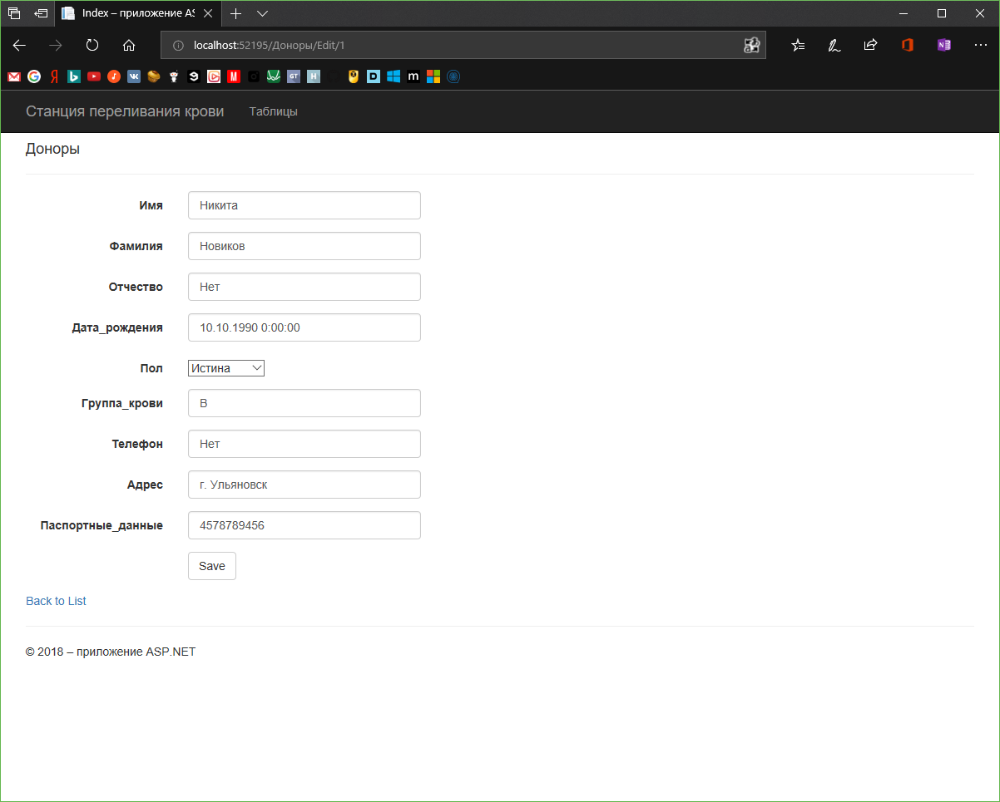 Index – приложение AS
localhost:52195/Доноры/Edit/1
Станция переливания крови Таблицы
Доноры
Имя Никита
Фамилия Новиков
Отчество Нет
Дата_рождения 10.10.1990 0:00:00
Пол Истина
Группа_крови В
Телефон Нет
Адрес г. Ульяновск
Паспортные_данные 4578789456
Save
Back to List
© 2018 – приложение ASP.NET